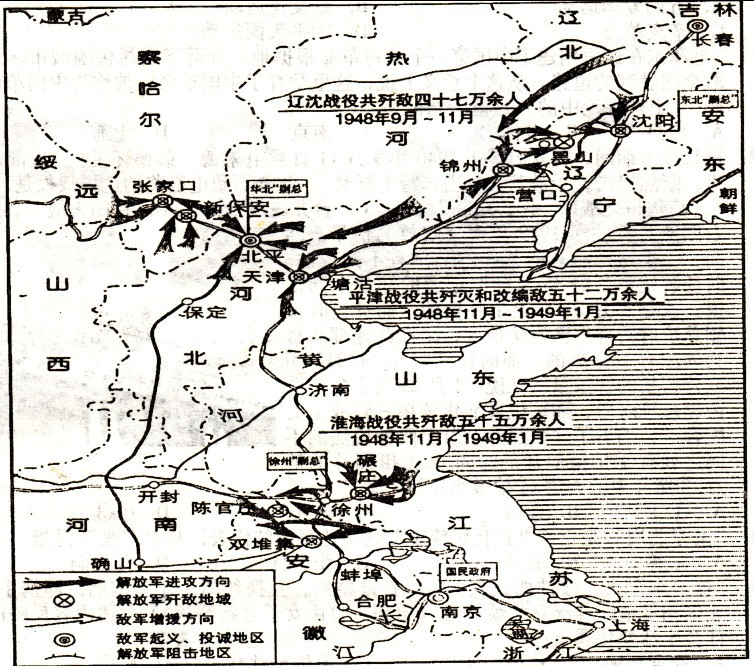 蒙古
吉林
长春
辽
北
察哈尔
热
河
辽沈战役共歼敌四十七万余人
1948年9月～11月
东北“剿总”
沈阳
安
东
黑山
锦州
辽
宁
营口
朝鲜
绥远
张家口
新保安
华北“剿总”
北平
天津
塘沽
平津战役共歼灭和改编敌五十二万余人
1948年11月～1949年1月
山
西
保定
河
北
黄
河
济南
山东
淮海战役共歼敌五十五万余人
1948年11月～1949年1月
徐州“剿总”
碾庄
开封
陈官庄
徐州
河南
双堆集
江
苏
安
徽
确山
蚌埠
国民政府
合肥
南京
上海
江
浙江
解放军进攻方向
解放军歼敌地域
敌军增援方向
敌军起义、投诚地区
解放军阻击地区